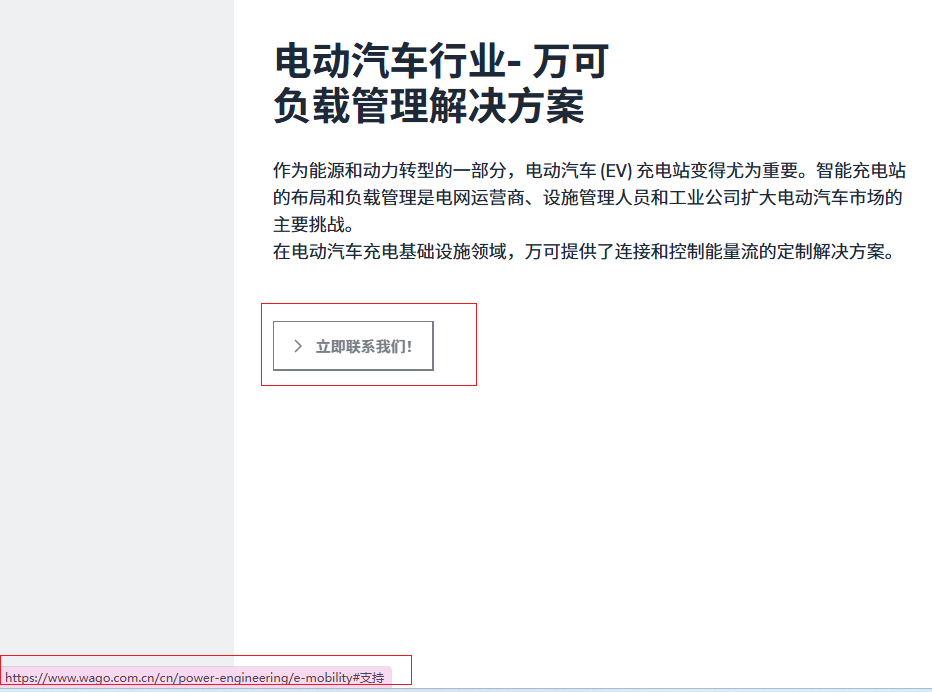 电动汽车行业- 万可
负载管理解决方案
作为能源和动力转型的一部分，电动汽车 (EV) 充电站变得尤为重要。智能充电站
的布局和负载管理是电网运营商、设施管理人员和工业公司扩大电动汽车市场的
主要挑战。
在电动汽车充电基础设施领域，万可提供了连接和控制能量流的定制解决方案。
立即联系我们!
https://www.wago.com.cn/cn/power-engineering/e-mobility#支持